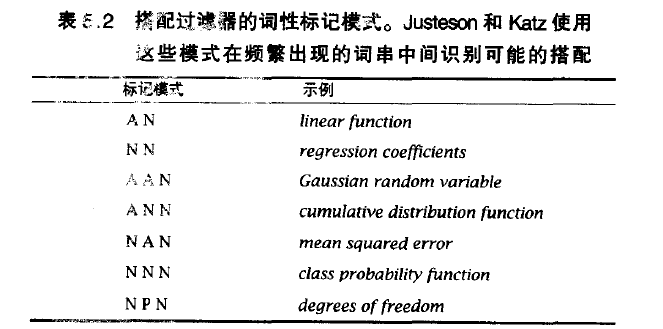 表 5.2 搭配过滤器的词性标记模式。Justeson 和 Katz 使用
这些模式在频繁出现的词串中间识别可能的搭配
标记模式 示例
A N linear function
N N regression coefficients
A A N Gaussian random variable
A N N cumulative distribution function
N A N mean squared error
N N N class probability function
N P N degrees of freedom